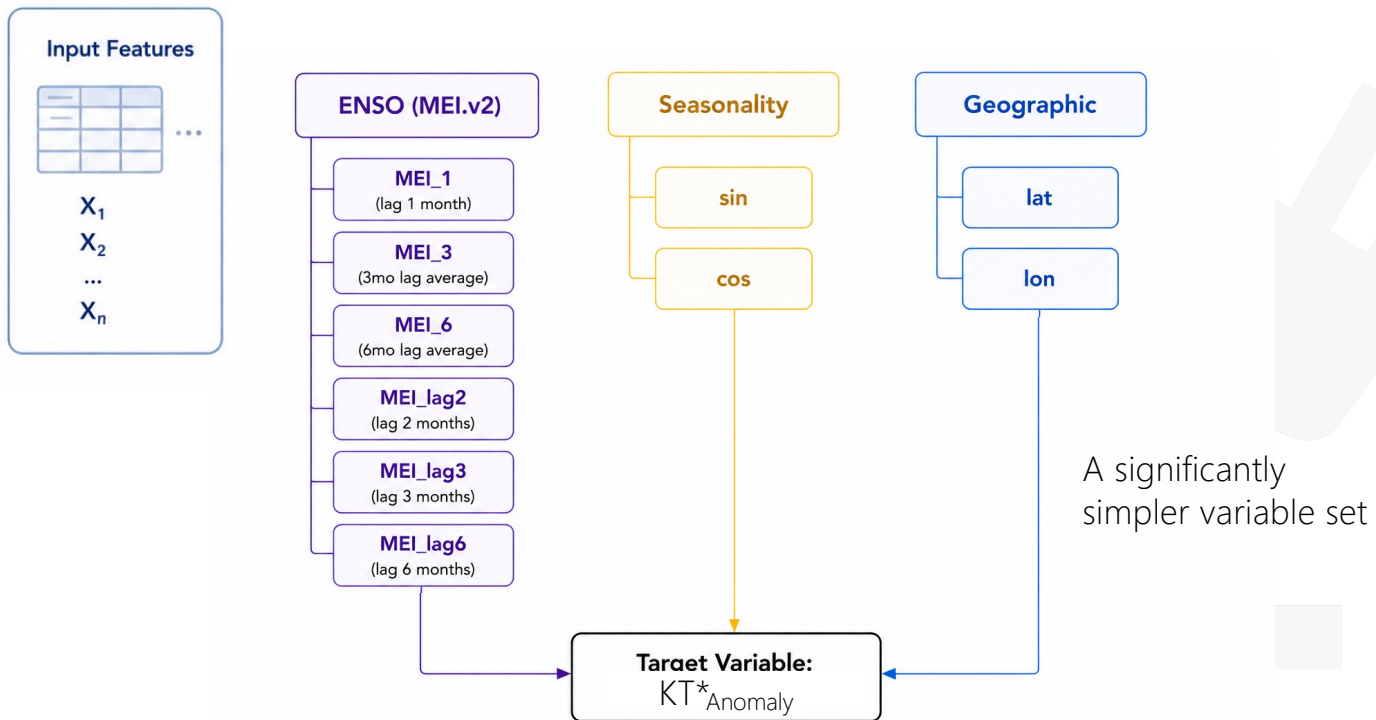 Input Features
...
X₁
X₂
...
Xₙ
ENSO (MEI.v2)
MEI_1
(lag 1 month)
MEI_3
(3mo lag average)
MEI_6
(6mo lag average)
MEI_lag2
(lag 2 months)
MEI_lag3
(lag 3 months)
MEI_lag6
(lag 6 months)
Seasonality
sin
cos
Geographic
lat
lon
A significantly
simpler variable set
Target Variable:
KT*Anomaly